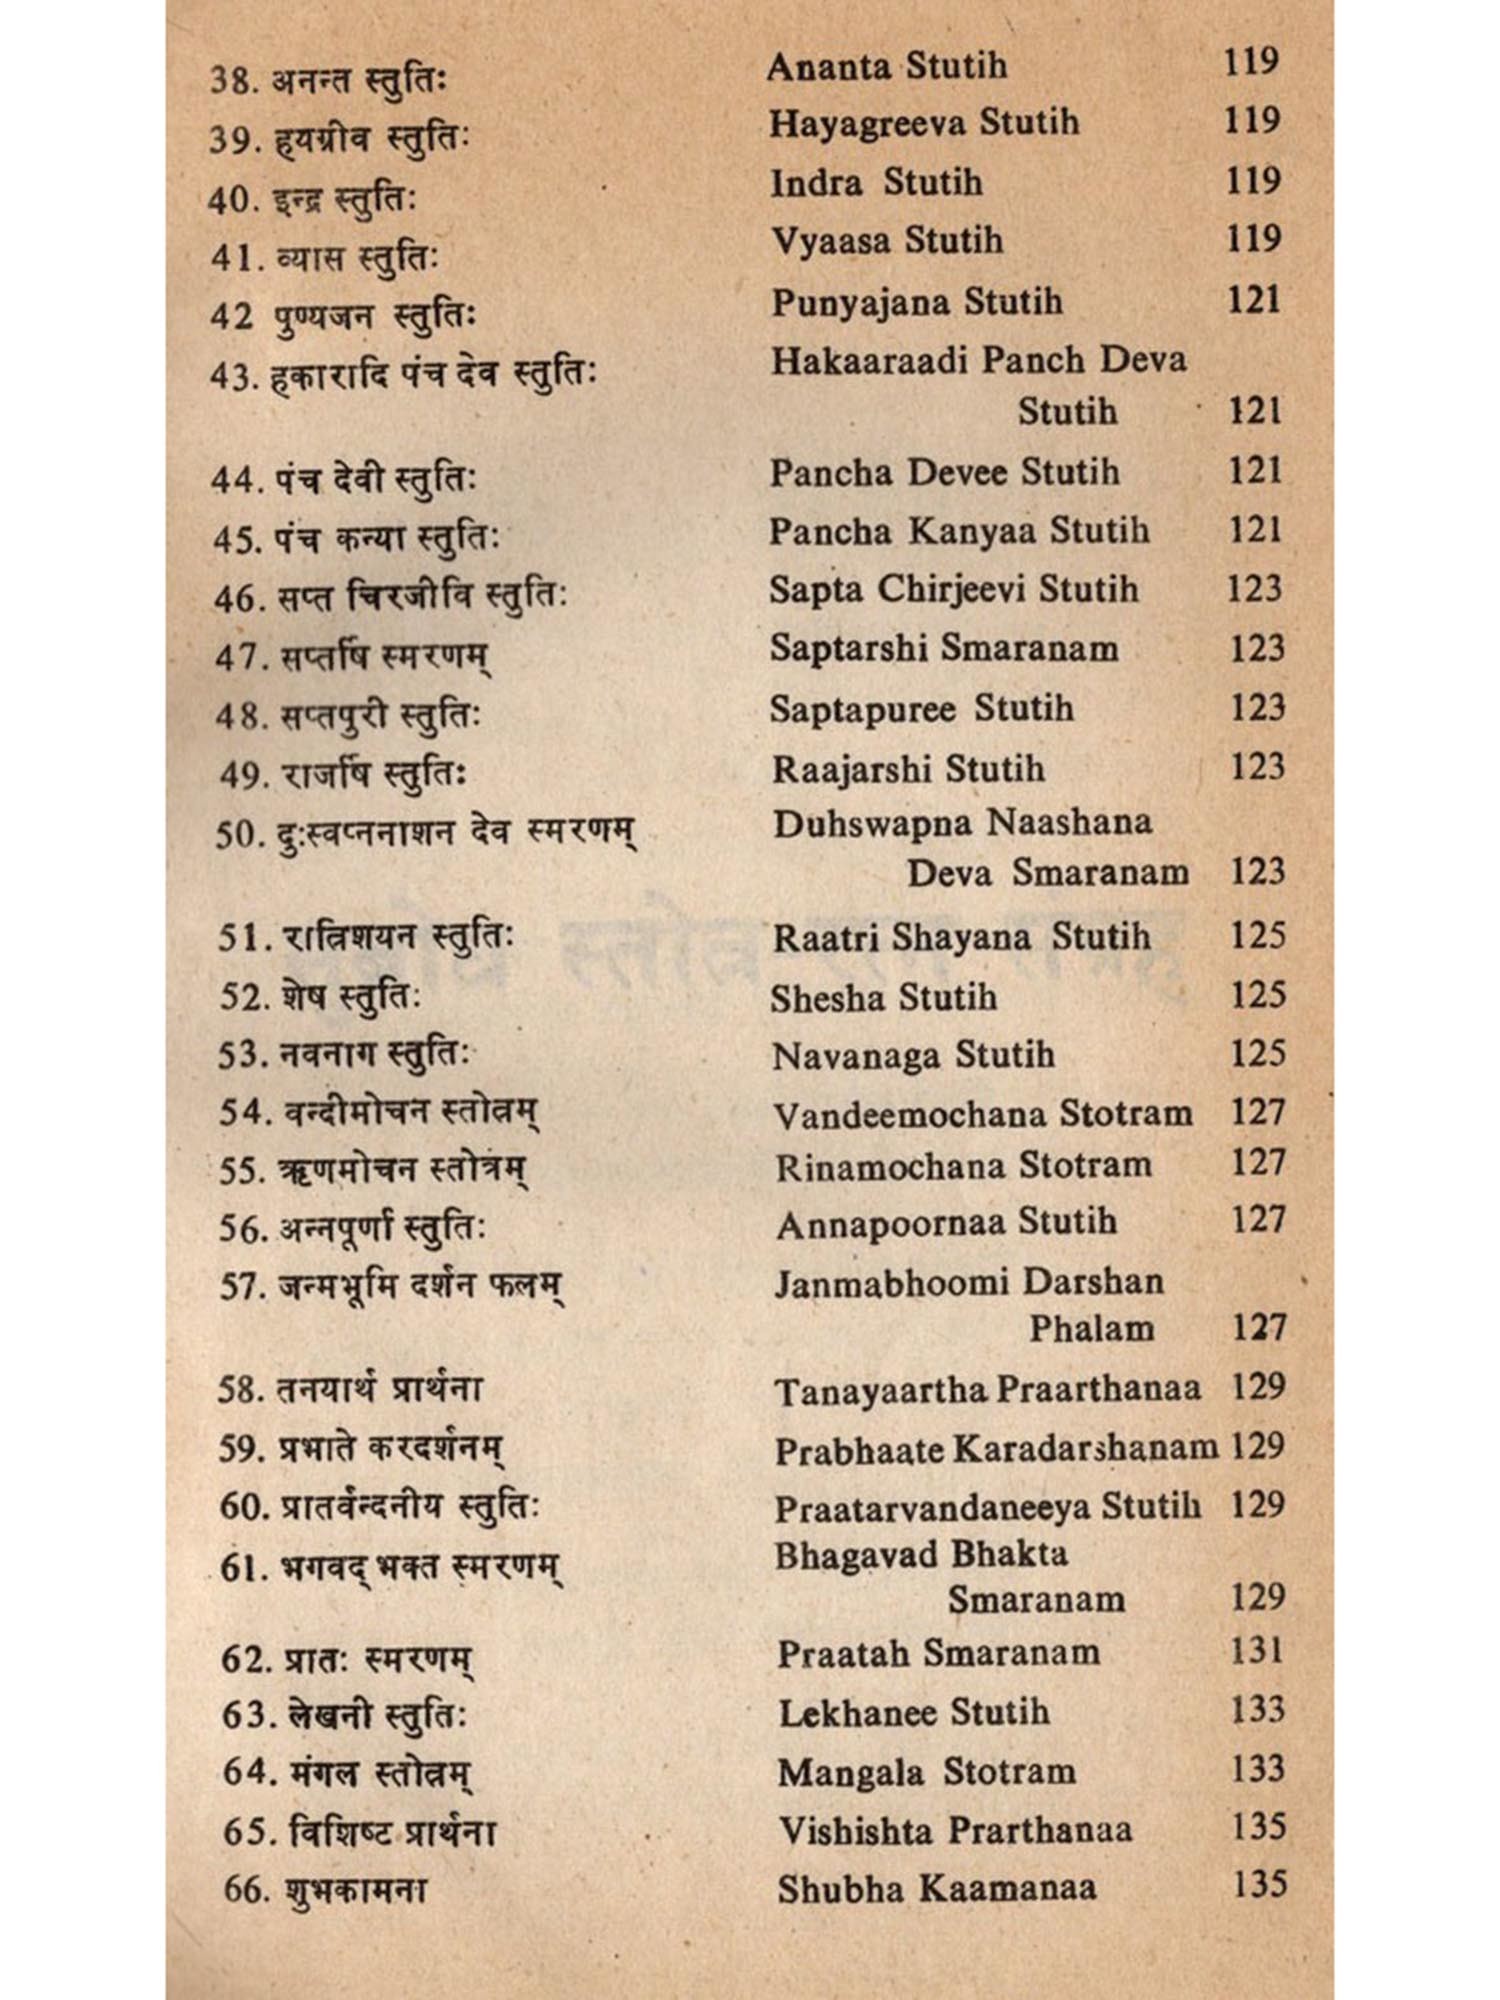 38. अनन्त स्तुतिः Ananta Stutih 119
39. हयग्रीव स्तुतिः Hayagreeva Stutih 119
40. इन्द्र स्तुतिः Indra Stutih 119
41. व्यास स्तुतिः Vyaasa Stutih 119
42 पुण्यजन स्तुतिः Punyajana Stutih 121
43. हकारादि पंच देव स्तुतिः Hakaaraadi Panch Deva
Stutih 121
44. पंच देवी स्तुतिः Pancha Devee Stutih 121
45. पंच कन्या स्तुतिः Pancha Kanyaa Stutih 121
46. सप्त चिरजीवि स्तुतिः Sapta Chirjeevi Stutih 123
47. सप्तर्षि स्मरणम् Saptarshi Smaranam 123
48. सप्तपुरी स्तुतिः Saptapuree Stutih 123
49. राजर्षि स्तुतिः Raajarshi Stutih 123
50. दुःस्वप्ननाशन देव स्मरणम् Duhswapna Naashana
Deva Smaranam 123
51. रात्रिशयन स्तुतिः Raatri Shayana Stutih 125
52. शेष स्तुतिः Shesha Stutih 125
53. नवनाग स्तुतिः Navanaga Stutih 125
54. वन्दीमोचन स्तोत्रम् Vandeemochana Stotram 127
55. ऋणमोचन स्तोत्रम् Rinamochana Stotram 127
56. अन्नपूर्णा स्तुतिः Annapoornaa Stutih 127
57. जन्मभूमि दर्शन फलम् Janmabhoomi Darshan
Phalam 127
58. तनयार्थ प्रार्थना Tanayaartha Praarthanaa 129
59. प्रभाते करदर्शनम् Prabhaate Karadarshanam 129
60. प्रातर्वन्दनीय स्तुतिः Praatarvandaneeya Stutih 129
61. भगवद् भक्त स्मरणम् Bhagavad Bhakta
Smaranam 129
62. प्रातः स्मरणम् Praatah Smaranam 131
63. लेखनी स्तुतिः Lekhanee Stutih 133
64. मंगल स्तोत्रम् Mangala Stotram 133
65. विशिष्ट प्रार्थना Vishishta Prarthanaa 135
66. शुभकामना Shubha Kaamanaa 135